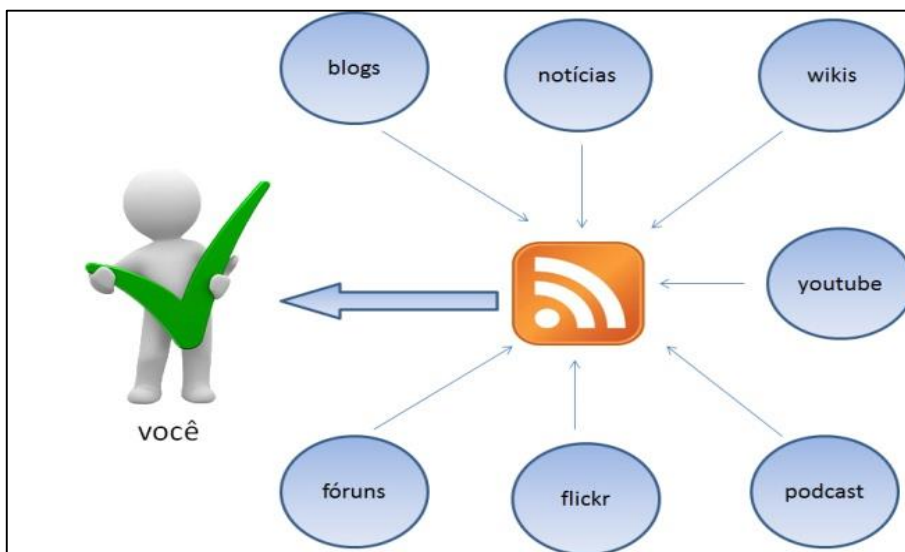 blogs
notícias
wikis
youtube
você
fóruns
flickr
podcast